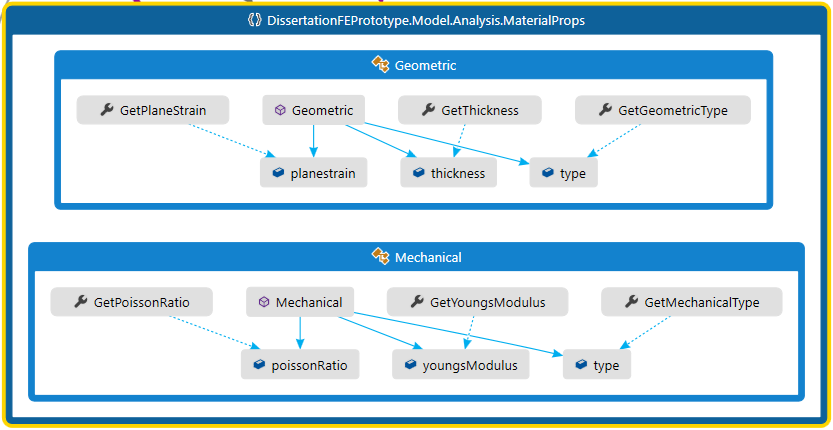 DissertationFEPrototype.Model.Analysis.MaterialProps
Geometric
GetPlaneStrain Geometric GetThickness GetGeometricType
planestrain thickness type
Mechanical
GetPoissonRatio Mechanical GetYoungsModulus GetMechanicalType
poissonRatio youngsModulus type